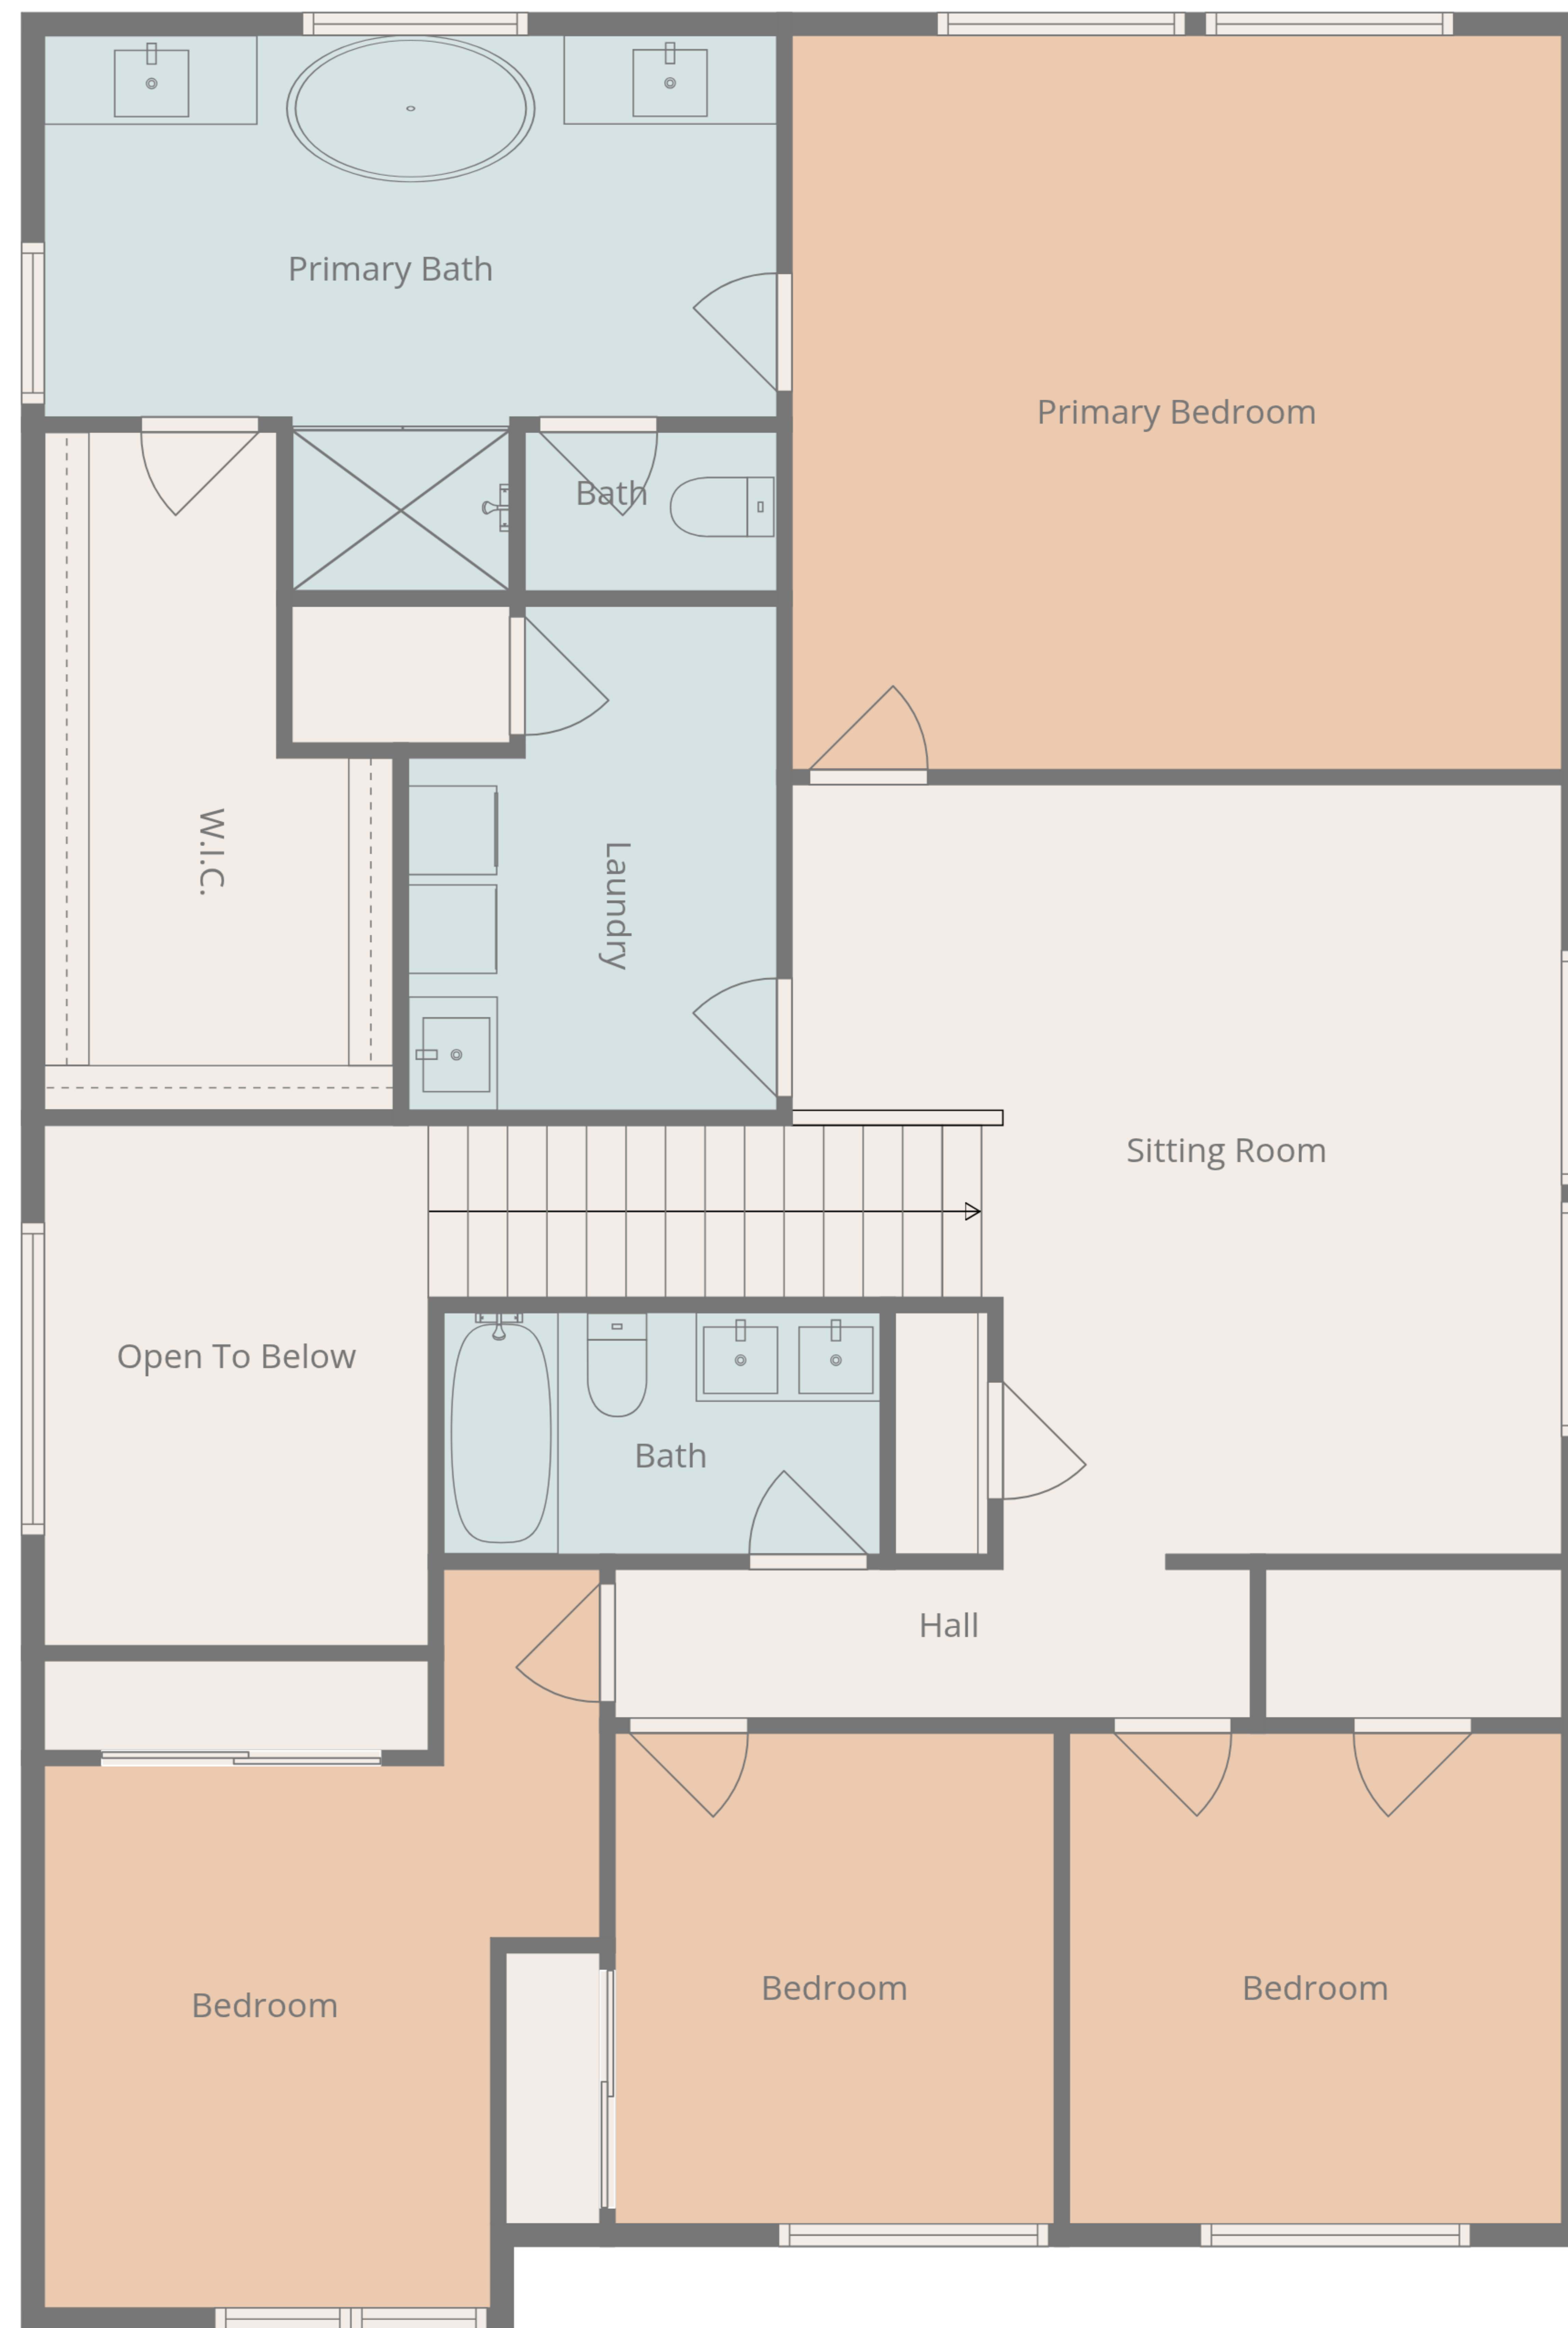 Primary Bath
Primary Bedroom
Bath
W.I.C.
Laundry
Sitting Room
Open To Below
Bath
Hall
Bedroom
Bedroom
Bedroom